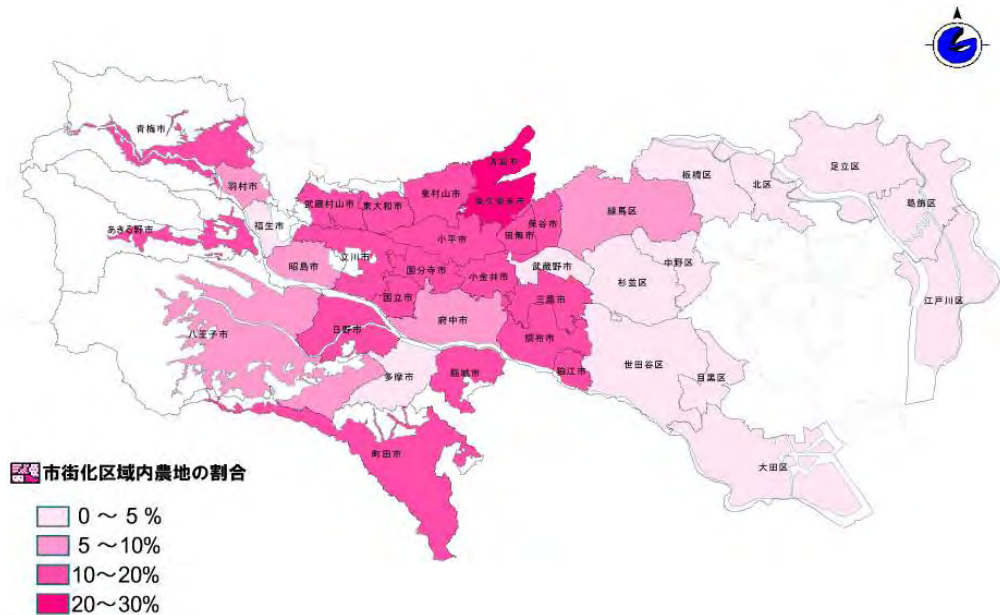 足立区
板橋区
北区
清瀬市
青梅市
葛飾区
東村山市
羽村市
東久留米市
武蔵村山市
東大和市
練馬区
保谷市
福生市
田無市
あきる野市
小平市
立川市
中野区
昭島市
武蔵野市
国分寺市
小金井市
杉並区
江戸川区
国立市
三鷹市
府中市
日野市
八王子市
調布市
世田谷区
狛江市
稲城市
多摩市
目黒区
町田市
大田区
市街化区域内農地の割合
0 ～ 5 %
5 ～10%
10～20%
20～30%